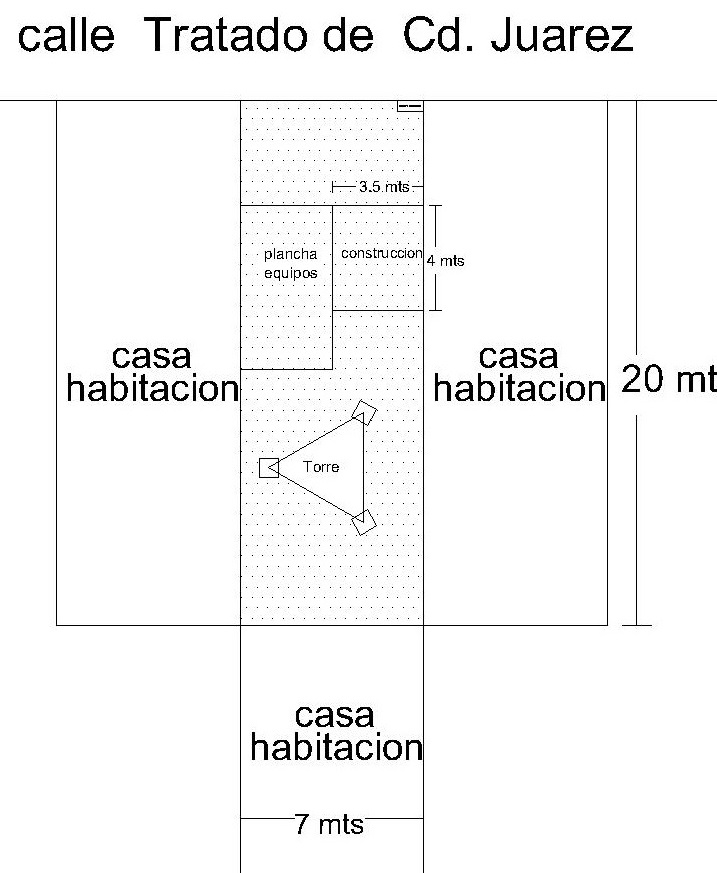 calle Tratado de Cd. Juarez
3.5 mts
plancha
equipos
construccion
4 mts
casa
habitacion
casa
habitacion
20 mt
Torre
casa
habitacion
7 mts